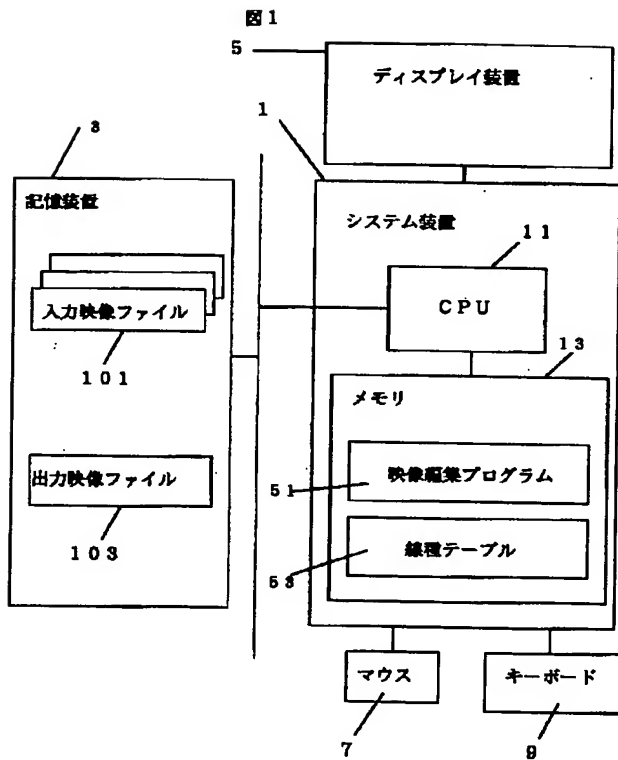 図1
5
ディスプレイ装置
1
3
記憶装置
システム装置
11
CPU
入力映像ファイル
101
13
メモリ
映像編集プログラム
51
出力映像ファイル
103
線種テーブル
53
マウス
キーボード
7
9